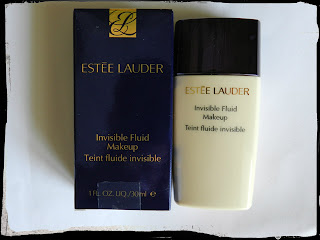 ESTĒE LAUDER
Invisible Fluid
Makeup
Teint fluide invisible
1 FL. OZ. LIQ./30ml ℮
ESTĒE LAUDER
Invisible Fluid
Makeup
Teint fluide invisible